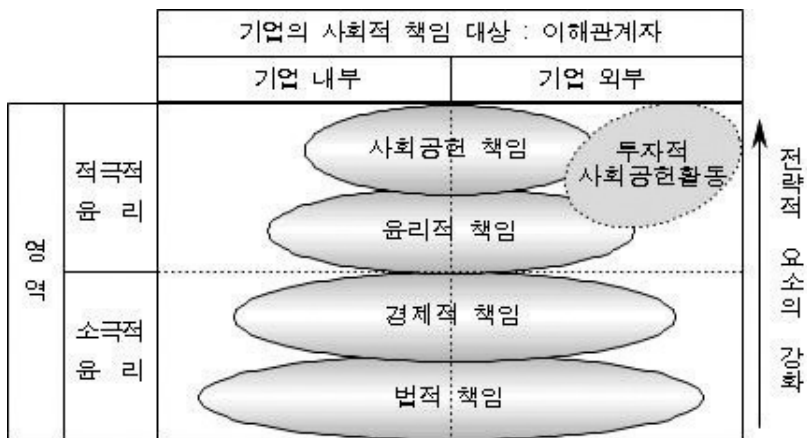 기업의 사회적 책임 대상 : 이해관계자
기업 내부
기업 외부
영역
적극적
윤 리
소극적
윤 리
사회공헌 책임
투자적
사회공헌활동
윤리적 책임
경제적 책임
법적 책임
전략적 요소의 강화